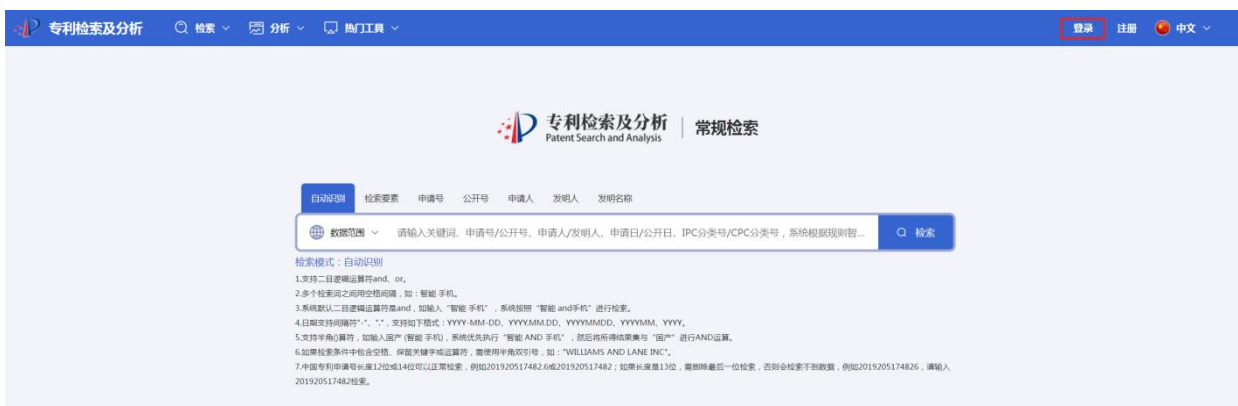 专利检索及分析 检索 分析 热门工具 登录 注册 中文
专利检索及分析 常规检索
Patent Search and Analysis
自动识别 检索要素 申请号 公开号 申请人 发明人 发明名称
数据范围 请输入关键词、申请号/公开号、申请人/发明人、申请日/公开日、IPC分类号/CPC分类号，系统根据规则智... 检索
检索模式：自动识别
1.支持二目逻辑运算符and、or。
2.多个检索词之间用空格间隔，如：智能 手机。
3.系统默认二目逻辑运算符是and，如输入“智能 手机”，系统按照“智能 and手机”进行检索。
4.日期支持间隔符"-"、"."，支持如下格式：YYYY-MM-DD、YYYY.MM.DD、YYYYMMDD、YYYYMM、YYYY。
5.支持半角()算符，如输入国产 (智能 手机)，系统优先执行“智能 AND 手机”，然后将所得结果集与“国产”进行AND运算。
6.如果检索条件中包含空格、保留关键字或运算符，需使用半角双引号，如："WILLIAMS AND LANE INC"。
7.中国专利申请号长度12位或14位可以正常检索，例如201920517482.6或201920517482；如果长度是13位，需删除最后一位检索，否则会检索不到数据，例如2019205174826，请输入
201920517482检索。